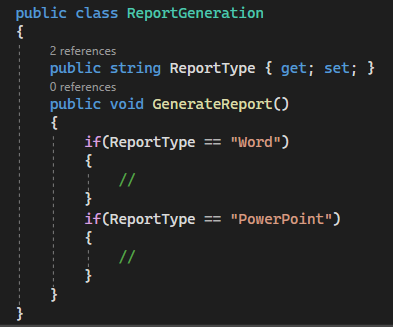 public class ReportGeneration
{
2 references
public string ReportType { get; set; }
0 references
public void GenerateReport()
{
if(ReportType == "Word")
{
//
}
if(ReportType == "PowerPoint")
{
//
}
}
}